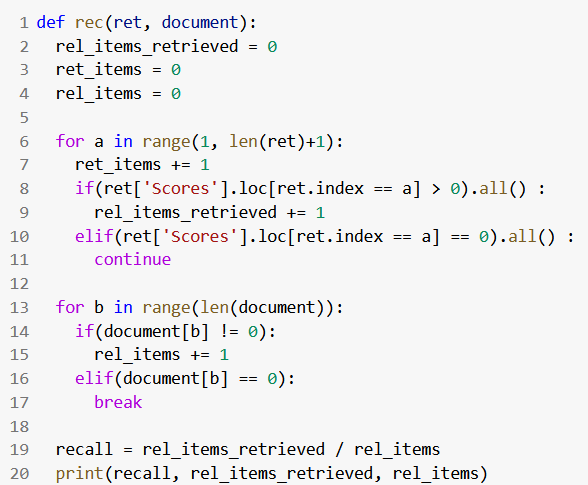 1 def rec(ret, document):
2   rel_items_retrieved = 0
3   ret_items = 0
4   rel_items = 0
5
6   for a in range(1, len(ret)+1):
7     ret_items += 1
8     if(ret['Scores'].loc[ret.index == a] > 0).all() :
9       rel_items_retrieved += 1
10     elif(ret['Scores'].loc[ret.index == a] == 0).all() :
11       continue
12
13   for b in range(len(document)):
14     if(document[b] != 0):
15       rel_items += 1
16     elif(document[b] == 0):
17       break
18
19   recall = rel_items_retrieved / rel_items
20   print(recall, rel_items_retrieved, rel_items)